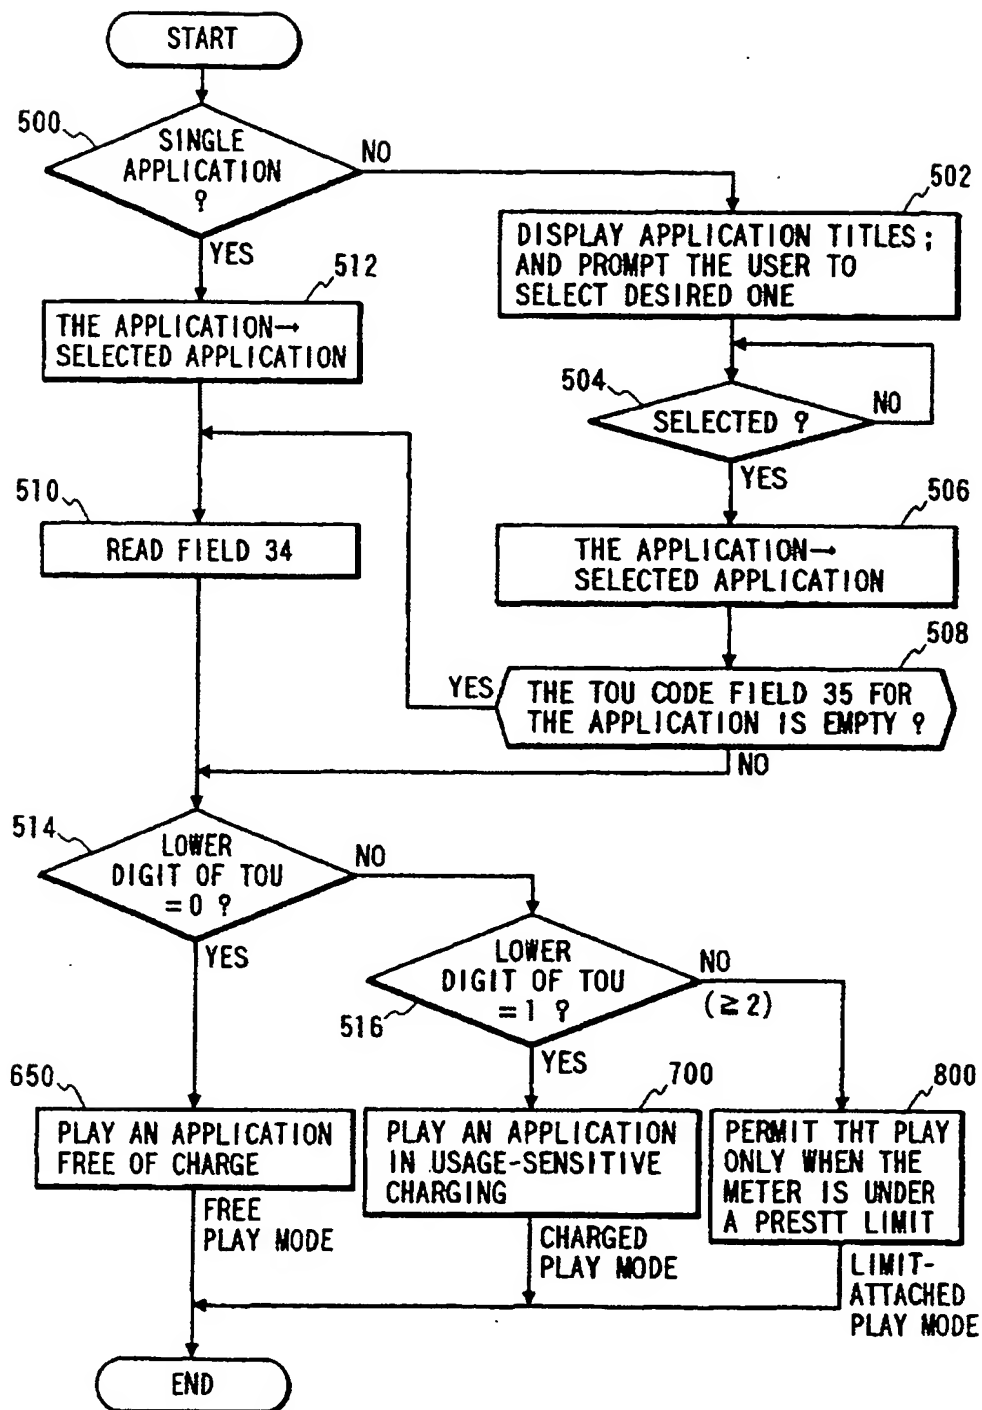 START
500
SINGLE
APPLICATION
?
NO
YES
502
DISPLAY APPLICATION TITLES;
AND PROMPT THE USER TO
SELECT DESIRED ONE
512
THE APPLICATION→
SELECTED APPLICATION
504
SELECTED ?
NO
YES
510
READ FIELD 34
506
THE APPLICATION→
SELECTED APPLICATION
508
YES
THE TOU CODE FIELD 35 FOR
THE APPLICATION IS EMPTY ?
NO
514
LOWER
DIGIT OF TOU
=0 ?
NO
YES
516
LOWER
DIGIT OF TOU
=1 ?
NO
(≧2)
YES
650
PLAY AN APPLICATION
FREE OF CHARGE
FREE
PLAY MODE
700
PLAY AN APPLICATION
IN USAGE-SENSITIVE
CHARGING
CHARGED
PLAY MODE
800
PERMIT THT PLAY
ONLY WHEN THE
METER IS UNDER
A PRESTT LIMIT
LIMIT-
ATTACHED
PLAY MODE
END